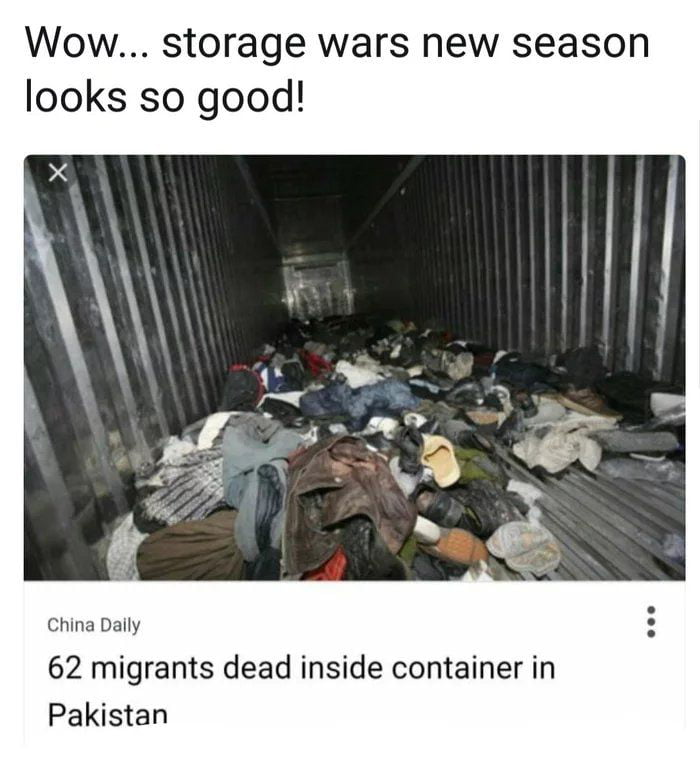 Wow... storage wars new season
looks so good!
China Daily
62 migrants dead inside container in
Pakistan